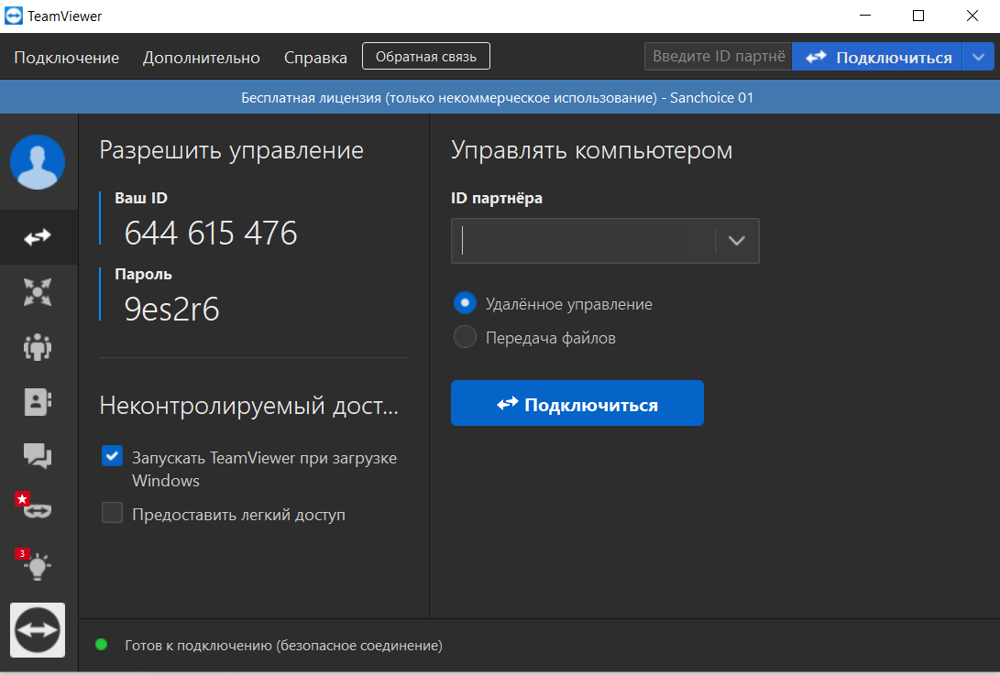 TeamViewer
Подключение Дополнительно Справка Обратная связь Введите ID партнё Подключиться
Бесплатная лицензия (только некоммерческое использование) - Sanchoice 01
Разрешить управление
Ваш ID
644 615 476
Пароль
9es2r6
Неконтролируемый дост...
Запускать TeamViewer при загрузке
Windows
Предоставить легкий доступ
Управлять компьютером
ID партнёра
Удалённое управление
Передача файлов
Подключиться
3
Готов к подключению (безопасное соединение)